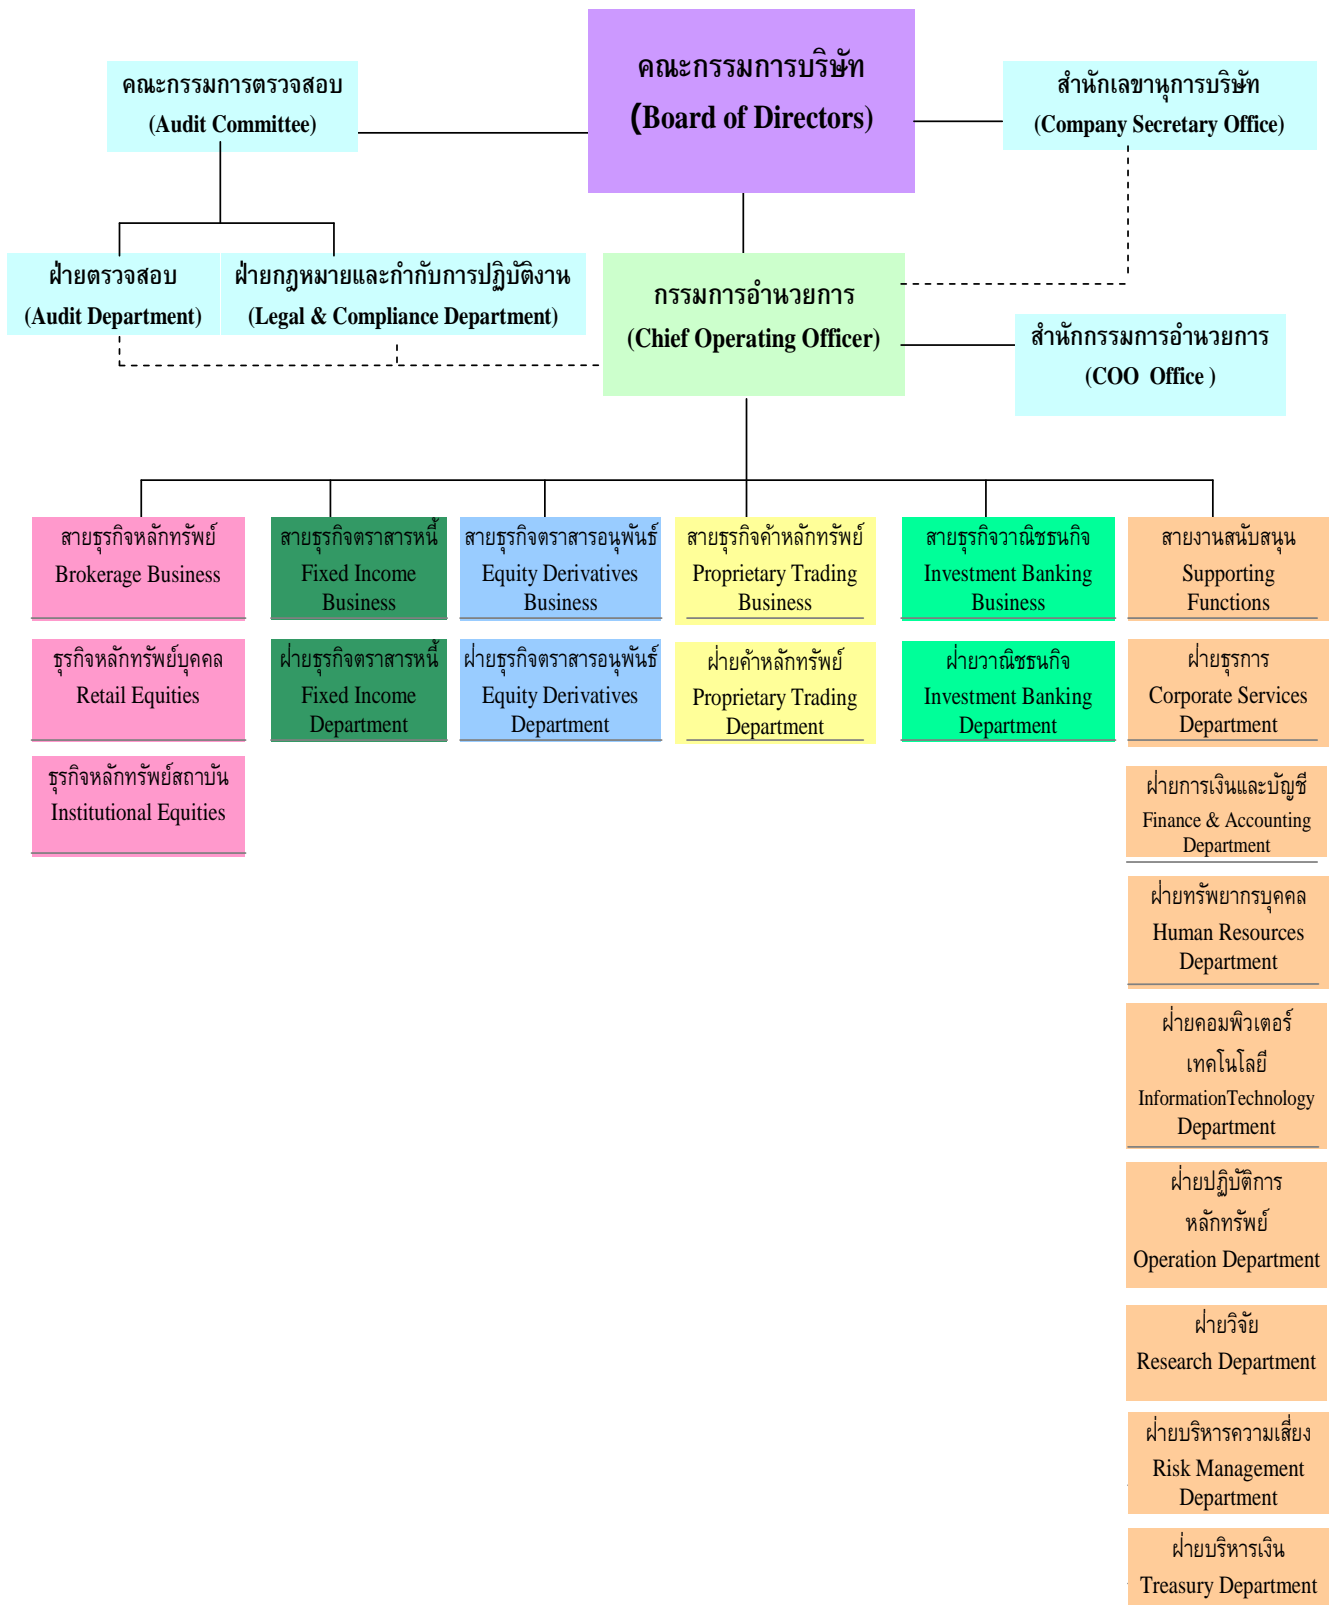 คณะกรรมการบริษัท
(Board of Directors)
คณะกรรมการตรวจสอบ
(Audit Committee)
สำนักเลขานุการบริษัท
(Company Secretary Office)
ฝ่ายตรวจสอบ
(Audit Department)
ฝ่ายกฎหมายและกำกับการปฏิบัติงาน
(Legal & Compliance Department)
กรรมการอำนวยการ
(Chief Operating Officer)
สำนักกรรมการอำนวยการ
(COO Office )
สายธุรกิจหลักทรัพย์
Brokerage Business
สายธุรกิจตราสารหนี้
Fixed Income
Business
สายธุรกิจตราสารอนุพันธ์
Equity Derivatives
Business
สายธุรกิจค้าหลักทรัพย์
Proprietary Trading
Business
สายธุรกิจวาณิชธนกิจ
Investment Banking
Business
สายงานสนับสนุน
Supporting
Functions
ธุรกิจหลักทรัพย์บุคคล
Retail Equities
ฝ่ายธุรกิจตราสารหนี้
Fixed Income
Department
ฝ่ายธุรกิจตราสารอนุพันธ์
Equity Derivatives
Department
ฝ่ายค้าหลักทรัพย์
Proprietary Trading
Department
ฝ่ายวาณิชธนกิจ
Investment Banking
Department
ฝ่ายธุรการ
Corporate Services
Department
ธุรกิจหลักทรัพย์สถาบัน
Institutional Equities
ฝ่ายการเงินและบัญชี
Finance & Accounting
Department
ฝ่ายทรัพยากรบุคคล
Human Resources
Department
ฝ่ายคอมพิวเตอร์
เทคโนโลยี
InformationTechnology
Department
ฝ่ายปฏิบัติการ
หลักทรัพย์
Operation Department
ฝ่ายวิจัย
Research Department
ฝ่ายบริหารความเสี่ยง
Risk Management
Department
ฝ่ายบริหารเงิน
Treasury Department